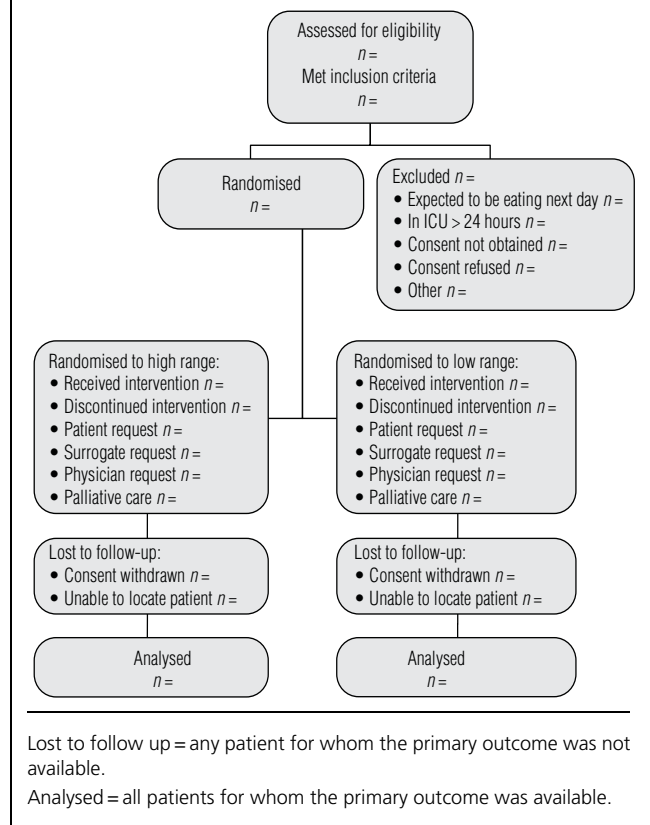 Assessed for eligibility
n =
Met inclusion criteria
n =
Randomised
n =
Excluded n =
• Expected to be eating next day n =
• In ICU > 24 hours n =
• Consent not obtained n =
• Consent refused n =
• Other n =
Randomised to high range:
• Received intervention n =
• Discontinued intervention n =
• Patient request n =
• Surrogate request n =
• Physician request n =
• Palliative care n =
Randomised to low range:
• Received intervention n =
• Discontinued intervention n =
• Patient request n =
• Surrogate request n =
• Physician request n =
• Palliative care n =
Lost to follow-up:
• Consent withdrawn n =
• Unable to locate patient n =
Lost to follow-up:
• Consent withdrawn n =
• Unable to locate patient n =
Analysed
n =
Analysed
n =
Lost to follow up = any patient for whom the primary outcome was not
available.
Analysed = all patients for whom the primary outcome was available.